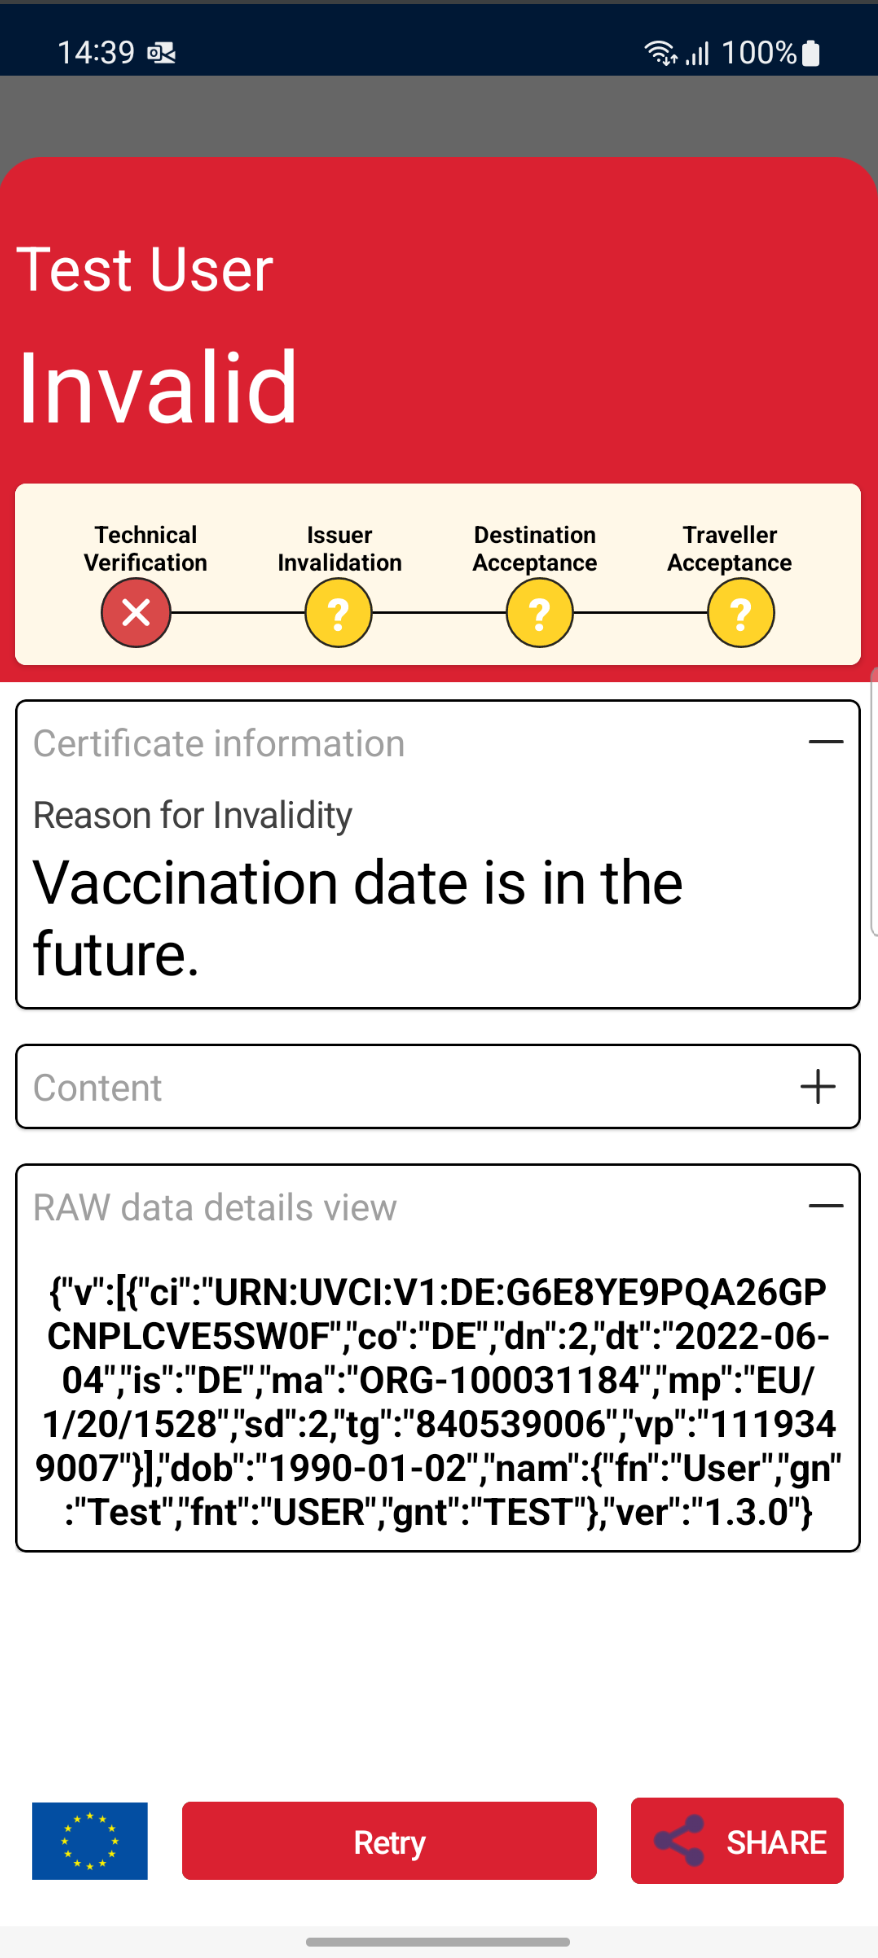 14:39
100%
Test User
Invalid
Technical Verification
Issuer Invalidation
Destination Acceptance
Traveller Acceptance
Certificate information
Reason for Invalidity
Vaccination date is in the
future.
Content
RAW data details view
{"v":[{"ci":"URN:UVCI:V1:DE:G6E8YE9PQA26GP
CNPLCVE5SW0F","co":"DE","dn":2,"dt":"2022-06-
04","is":"DE","ma":"ORG-100031184","mp":"EU/
1/20/1528","sd":2,"tg":"840539006","vp":"111934
9007"}],"dob":"1990-01-02","nam":{"fn":"User","gn"
:"Test","fnt":"USER","gnt":"TEST"},"ver":"1.3.0"}
Retry
SHARE